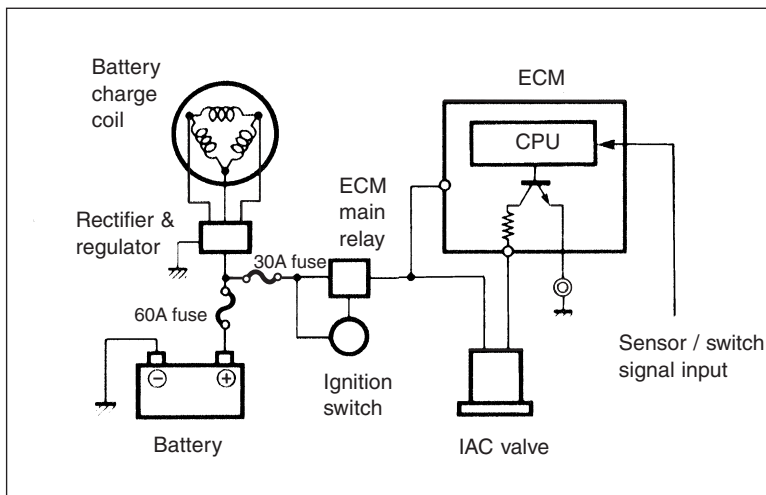 Battery
charge
coil
ECM
CPU
ECM
main
relay
Rectifier &
regulator
30A fuse
60A fuse
Sensor / switch
signal input
Ignition
switch
Battery
IAC valve